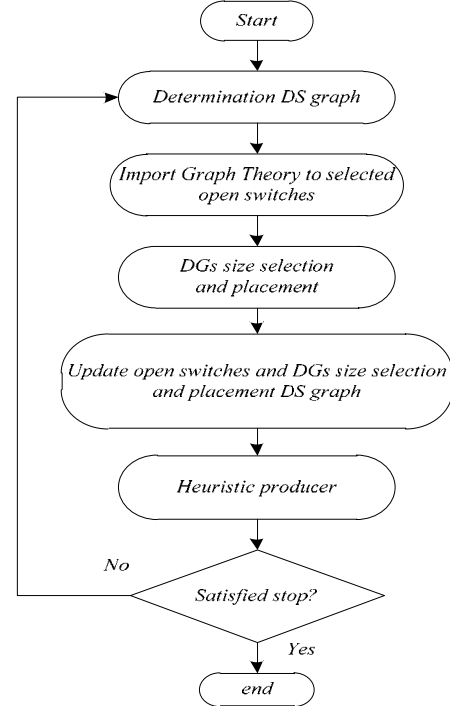 Start
Determination DS graph
Import Graph Theory to selected
open switches
DGs size selection
and placement
Update open switches and DGs size selection
and placement DS graph
Heuristic producer
No
Satisfied stop?
Yes
end